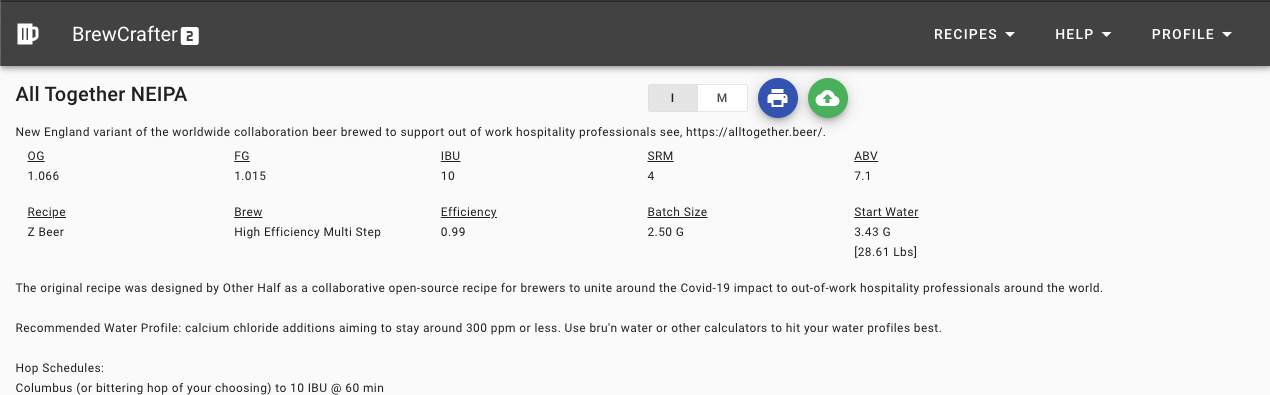 BrewCrafter 2 RECIPES HELP PROFILE
All Together NEIPA I M
New England variant of the worldwide collaboration beer brewed to support out of work hospitality professionals see, https://alltogether.beer/.
OG FG IBU SRM ABV
1.066 1.015 10 4 7.1
Recipe Brew Efficiency Batch Size Start Water
Z Beer High Efficiency Multi Step 0.99 2.50 G 3.43 G
[28.61 Lbs]
The original recipe was designed by Other Half as a collaborative open-source recipe for brewers to unite around the Covid-19 impact to out-of-work hospitality professionals around the world.
Recommended Water Profile: calcium chloride additions aiming to stay around 300 ppm or less. Use bru'n water or other calculators to hit your water profiles best.
Hop Schedules:
Columbus (or bittering hop of your choosing) to 10 IBU @ 60 min